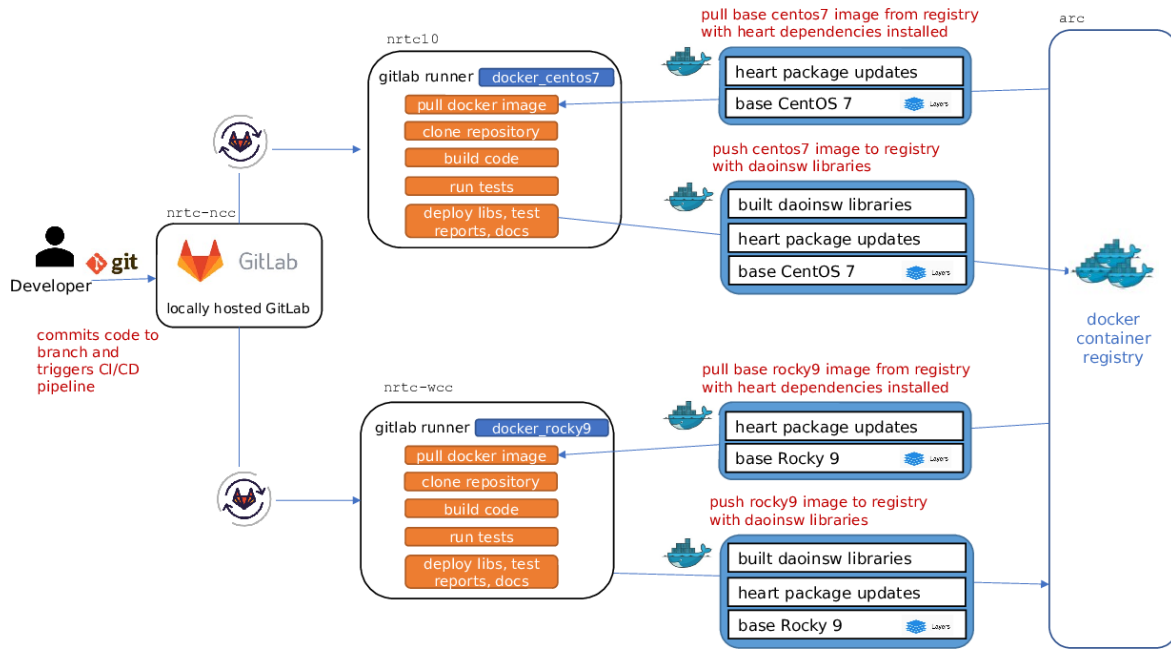 nrtc10
gitlab runner
docker_centos7
pull docker image
clone repository
build code
run tests
deploy libs, test
reports, docs
pull base centos7 image from registry
with heart dependencies installed
heart package updates
base CentOS 7
Layers
push centos7 image to registry
with daoinsw libraries
built daoinsw libraries
heart package updates
base CentOS 7
Layers
arc
docker
container
registry
nrtc-ncc
GitLab
locally hosted GitLab
git
Developer
commits code to
branch and
triggers CI/CD
pipeline
nrtc-wcc
gitlab runner
docker_rocky9
pull docker image
clone repository
build code
run tests
deploy libs, test
reports, docs
pull base rocky9 image from registry
with heart dependencies installed
heart package updates
base Rocky 9
Layers
push rocky9 image to registry
with daoinsw libraries
built daoinsw libraries
heart package updates
base Rocky 9
Layers